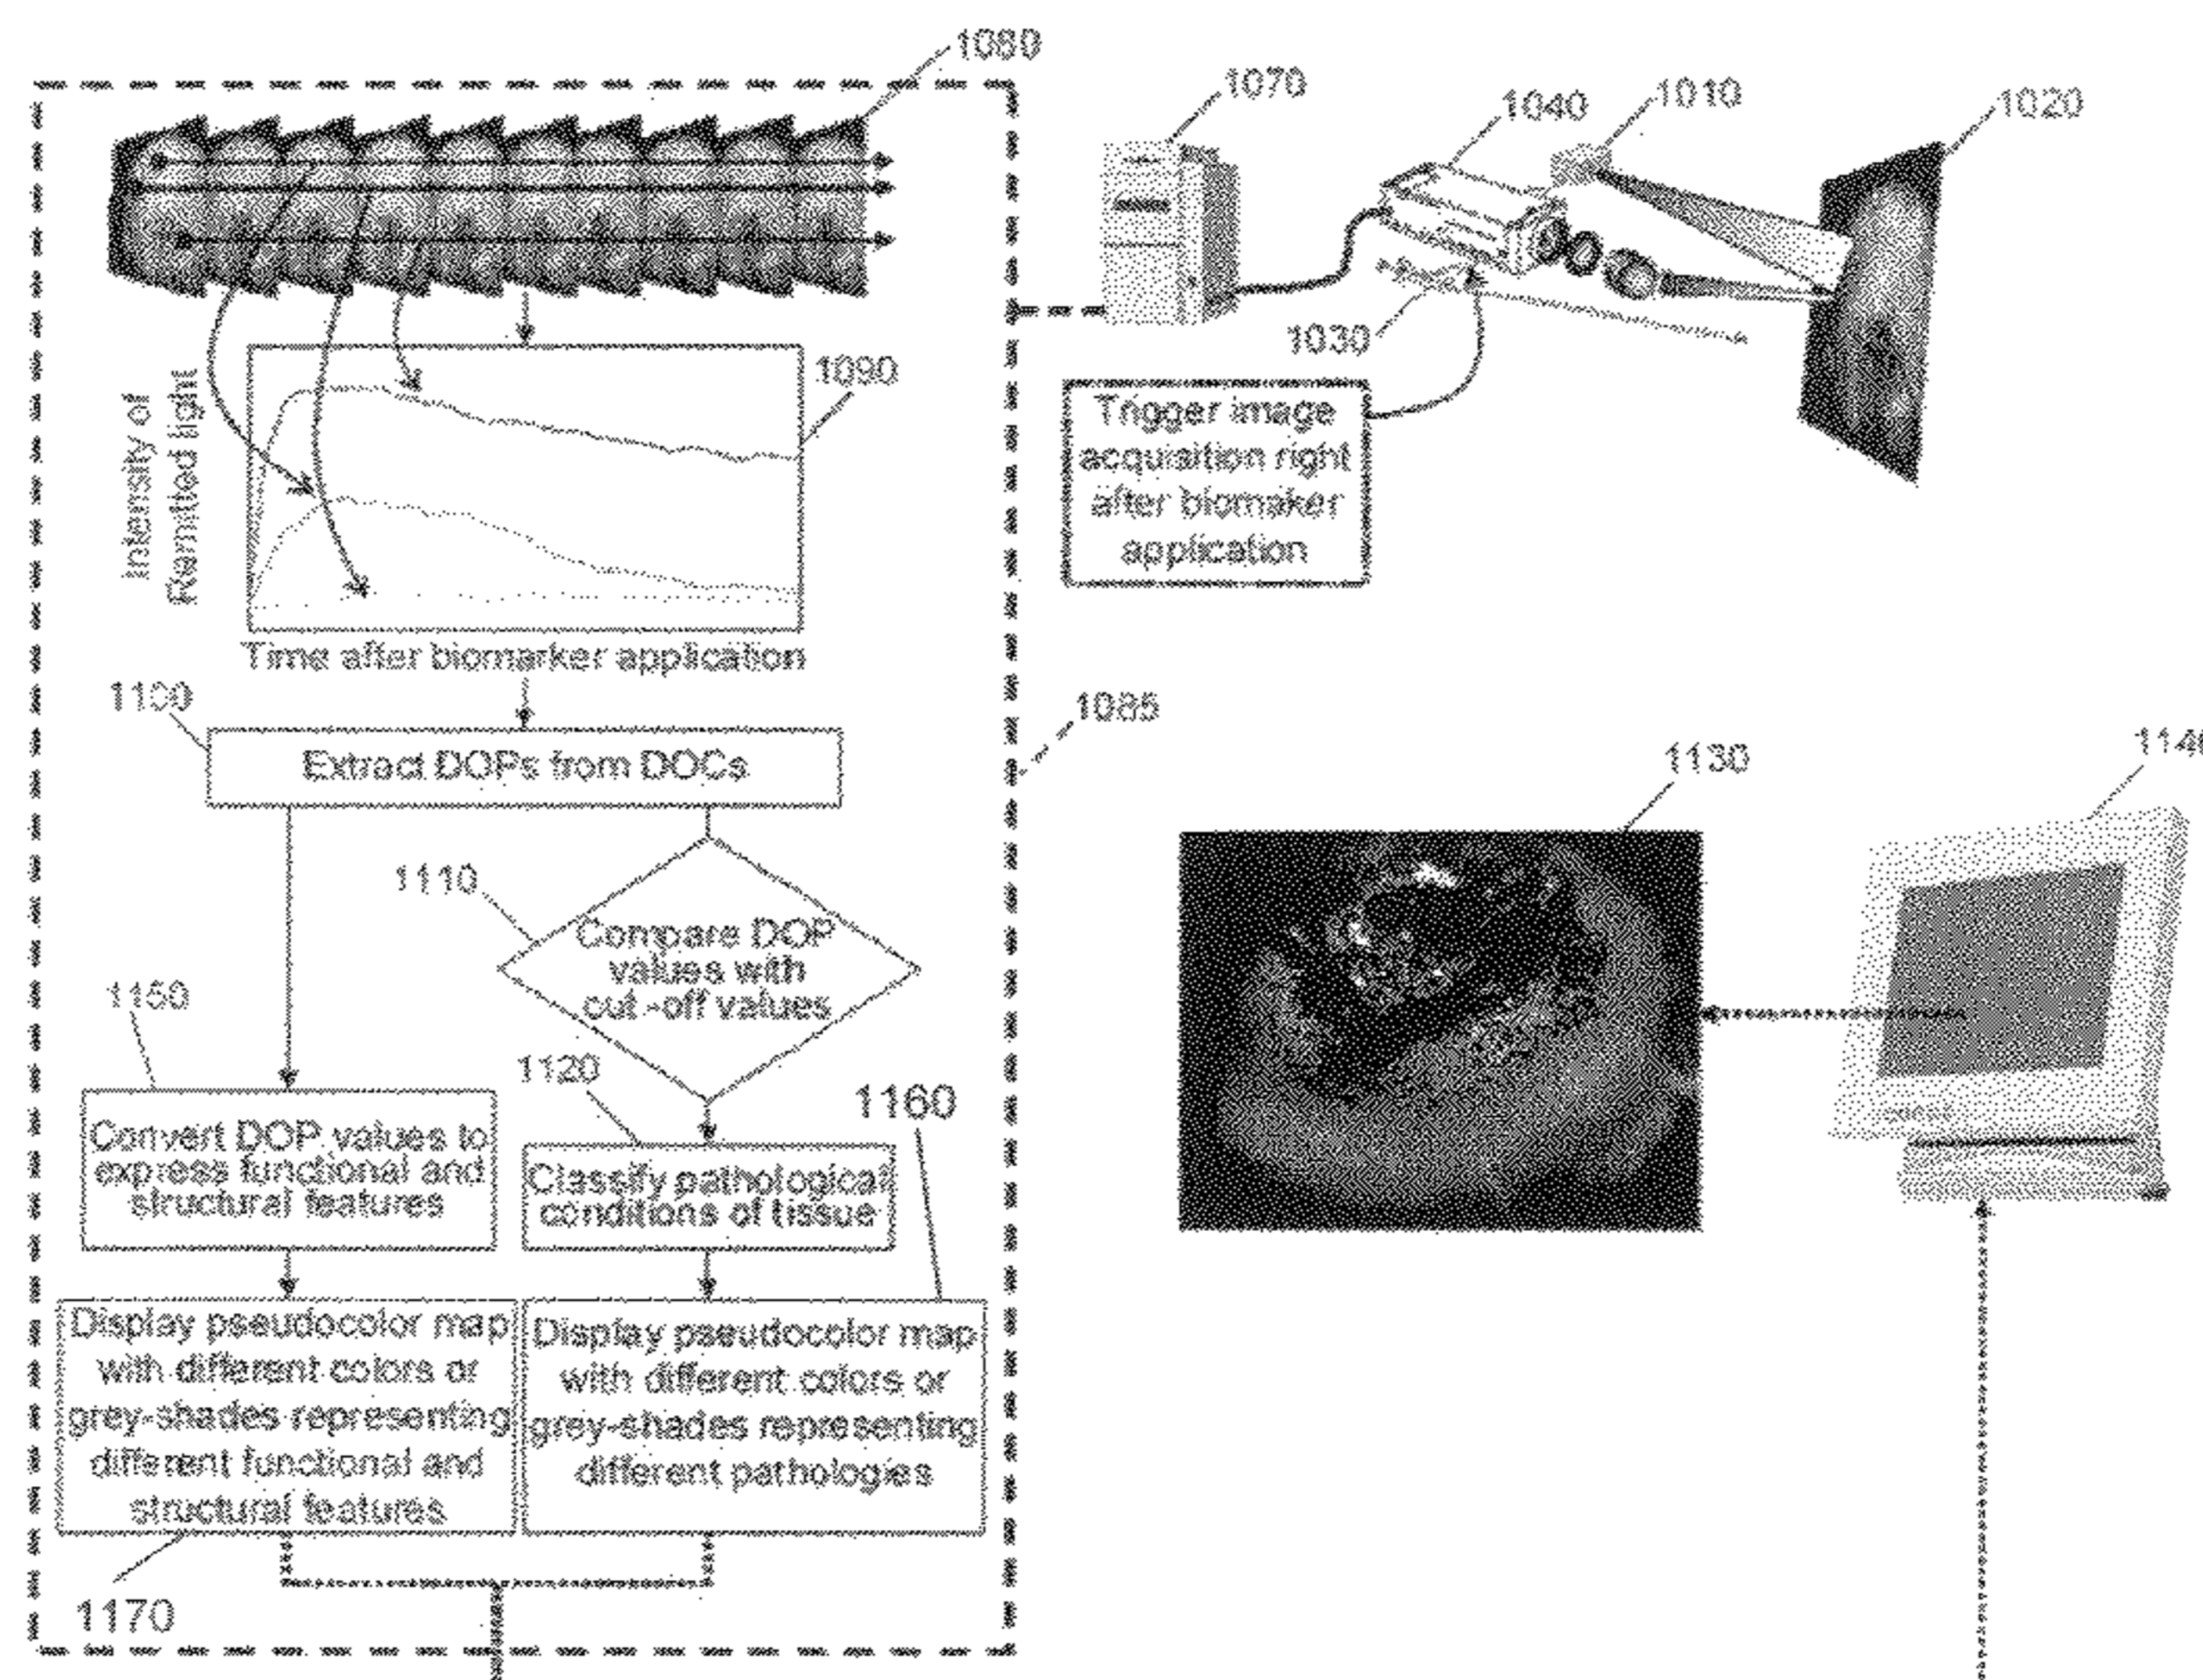 1080
1070
1040
1010
1020
1030
Intensity of
Remitted light
1090
Trigger image
acquisition right
after biomaker
application
Time after biomarker application
1100
1085
Extract DOPs from DOCs
1130
1140
1110
Compare DOP
values with
cut-off values
1150
1120
1160
Convert DOP values to
express functional and
structural features
Classify pathological
conditions of tissue
Display pseudocolor map
with different colors or
grey-shades representing
different functional and
structural features
Display pseudocolor map
with different colors or
grey-shades representing
different pathologies
1170